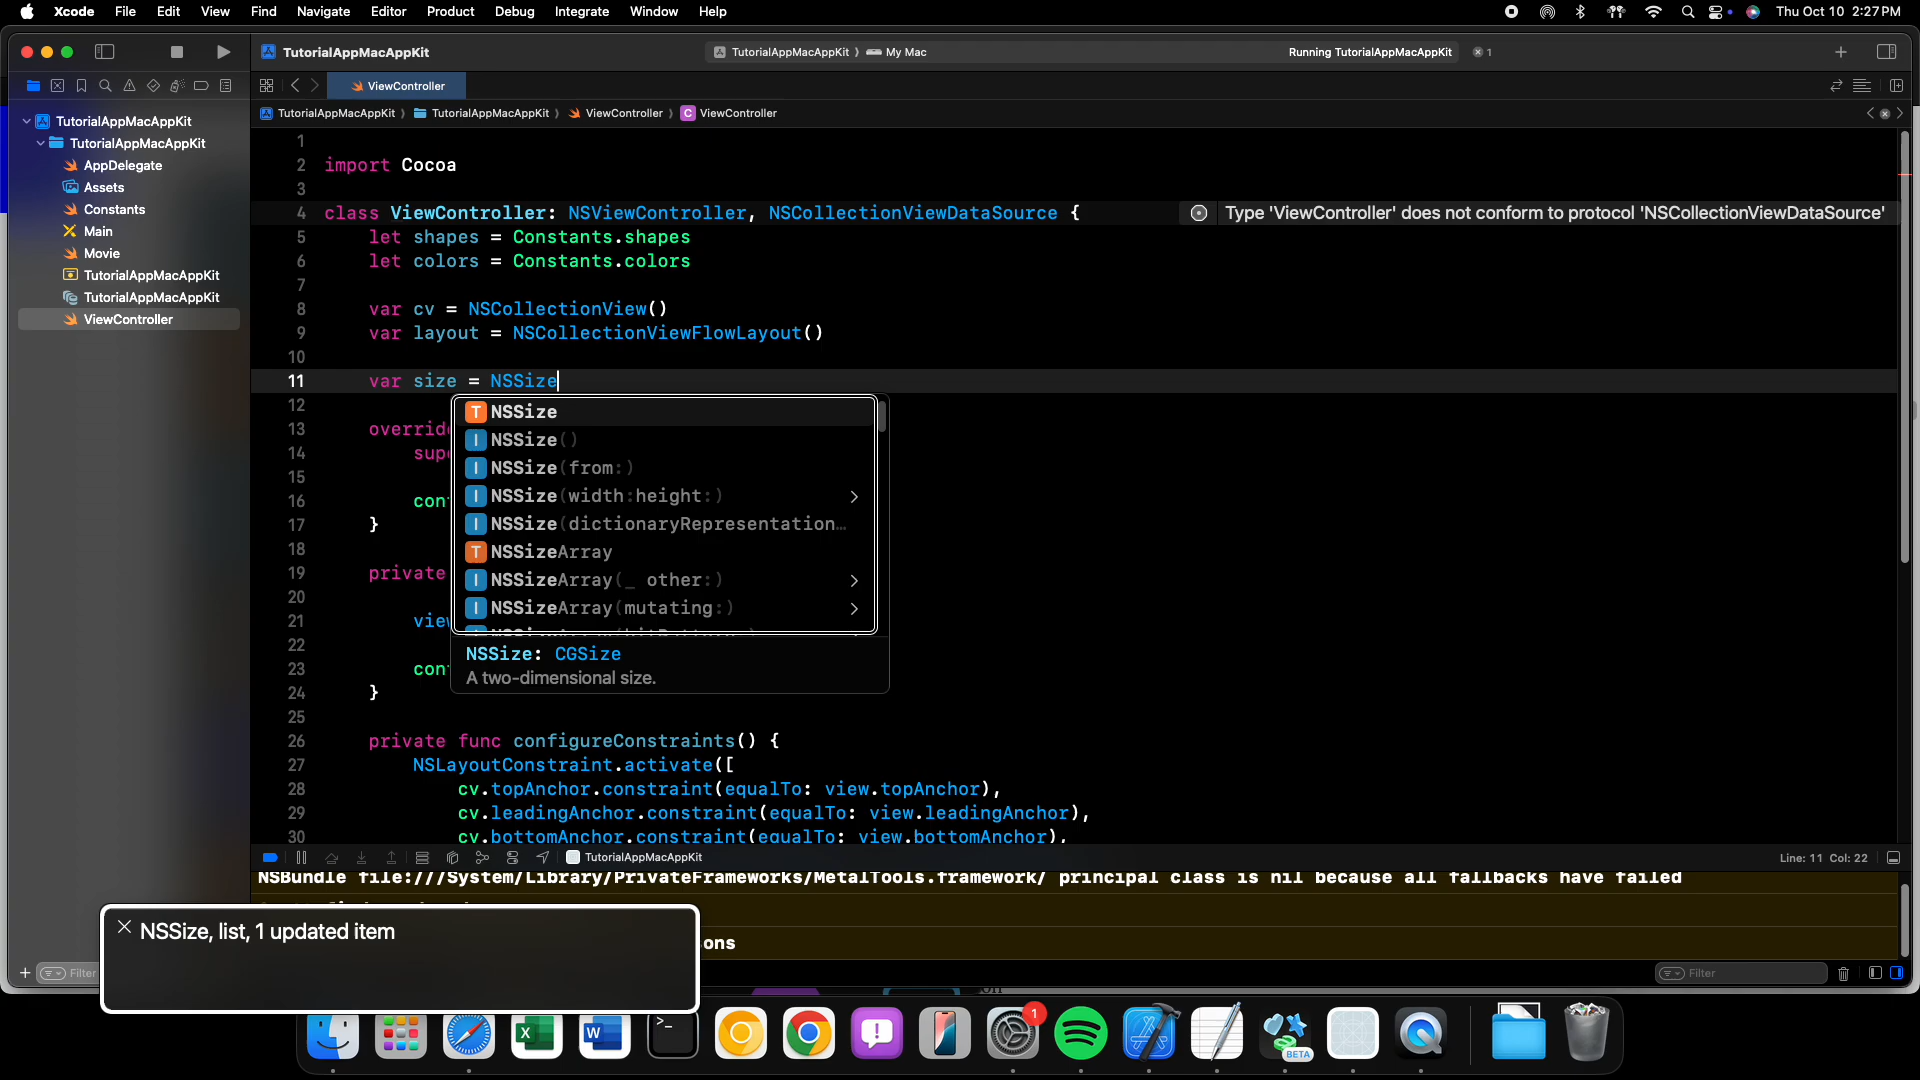 Xcode File Edit View Find Navigate Editor Product Debug Integrate Window Help Thu Oct 10 2:27 PM
TutorialAppMacAppKit TutorialAppMacAppKit My Mac Running TutorialAppMacAppKit 1
ViewController
TutorialAppMacAppKit TutorialAppMacAppKit ViewController C ViewController
TutorialAppMacAppKit
TutorialAppMacAppKit
AppDelegate
Assets
Constants
Main
Movie
TutorialAppMacAppKit
TutorialAppMacAppKit
ViewController
Filter
1
2 import Cocoa
3
4 class ViewController: NSViewController, NSCollectionViewDataSource { Type 'ViewController' does not conform to protocol 'NSCollectionViewDataSource'
5 let shapes = Constants.shapes
6 let colors = Constants.colors
7
8 var cv = NSCollectionView()
9 var layout = NSCollectionViewFlowLayout()
10
11 var size = NSSize
12
13
14
15
16
17 }
18
19 private
20
21
22
23
24 }
25
26 private func configureConstraints() {
27 NSLayoutConstraint.activate([
28 cv.topAnchor.constraint(equalTo: view.topAnchor),
29 cv.leadingAnchor.constraint(equalTo: view.leadingAnchor),
30 cv.bottomAnchor.constraint(equalTo: view.bottomAnchor),
T NSSize
I NSSize()
I NSSize(from:)
I NSSize(width:height:)
I NSSize(dictionaryRepresentation…
T NSSizeArray
I NSSizeArray(_ other:)
I NSSizeArray(mutating:)
NSSize: CGSize
A two-dimensional size.
TutorialAppMacAppKit Line: 11 Col: 22
NSBundle file:///System/Library/PrivateFrameworks/MetalTools.framework/ principal class is nil because all fallbacks have failed
ons
Filter
NSSize, list, 1 updated item
1
BETA